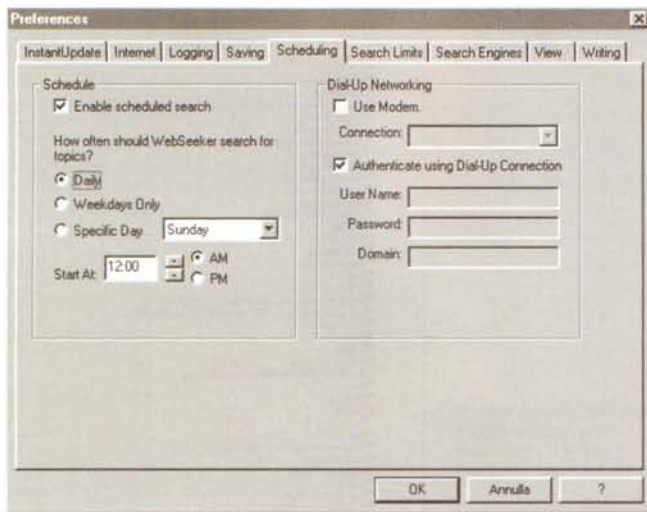 Preferences
InstantUpdate Internet Logging Saving Scheduling Search Limits Search Engines View Writing
Schedule
Enable scheduled search
How often should WebSeeker search for
topics?
Daily
Weekdays Only
Specific Day Sunday
Start At: 12:00 AM
PM
Dial-Up Networking
Use Modem.
Connection:
Authenticate using Dial-Up Connection
User Name:
Password:
Domain:
OK Annulla ?